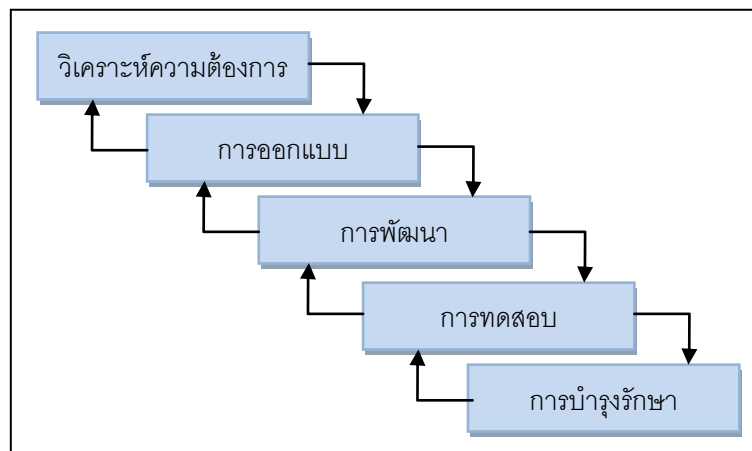 วิเคราะห์ความต้องการ
การออกแบบ
การพัฒนา
การทดสอบ
การบำรุงรักษา